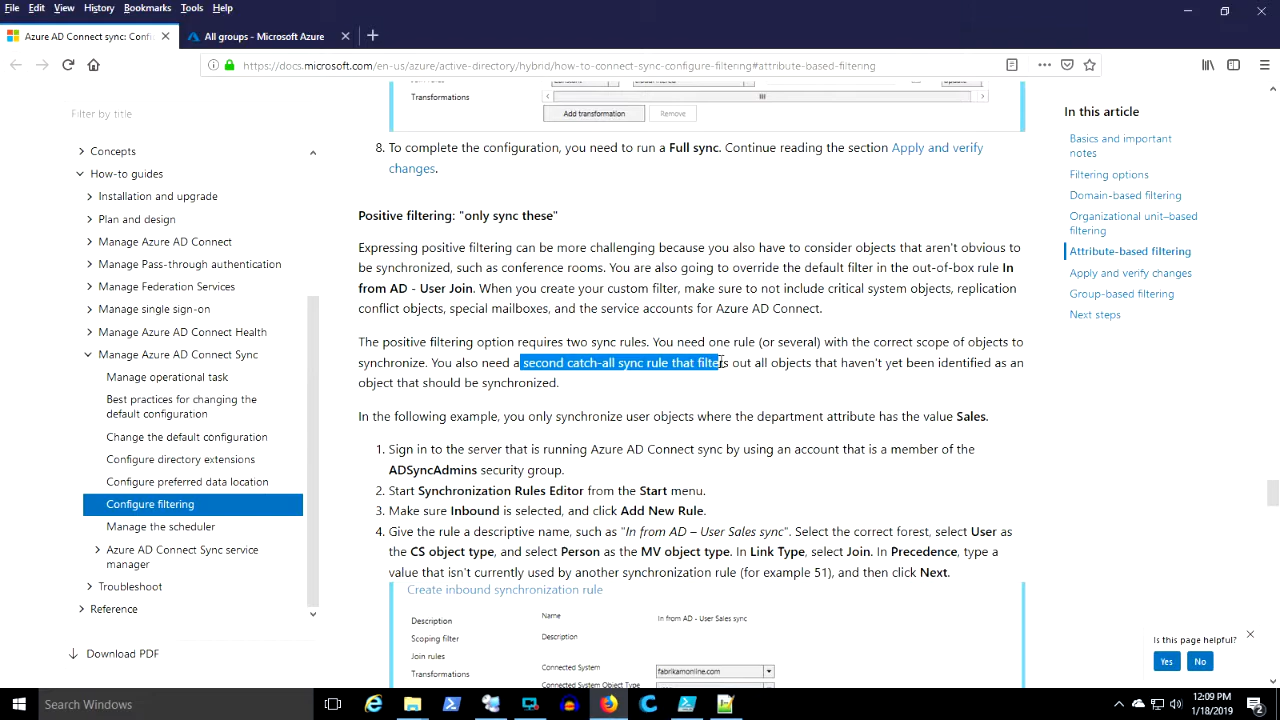 File Edit View History Bookmarks Tools Help
Azure AD Connect sync: Confi
All groups - Microsoft Azure
https://docs.microsoft.com/en-us/azure/active-directory/hybrid/how-to-connect-sync-configure-filtering#attribute-based-filtering
Filter by title
Concepts
How-to guides
Installation and upgrade
Plan and design
Manage Azure AD Connect
Manage Pass-through authentication
Manage Federation Services
Manage single sign-on
Manage Azure AD Connect Health
Manage Azure AD Connect Sync
Manage operational task
Best practices for changing the
default configuration
Change the default configuration
Configure directory extensions
Configure preferred data location
Configure filtering
Manage the scheduler
Azure AD Connect Sync service
manager
Troubleshoot
Reference
Download PDF
Transformations
Add transformation Remove
8. To complete the configuration, you need to run a Full sync. Continue reading the section Apply and verify
changes.
Positive filtering: "only sync these"
Expressing positive filtering can be more challenging because you also have to consider objects that aren't obvious to
be synchronized, such as conference rooms. You are also going to override the default filter in the out-of-box rule In
from AD - User Join. When you create your custom filter, make sure to not include critical system objects, replication
conflict objects, special mailboxes, and the service accounts for Azure AD Connect.
The positive filtering option requires two sync rules. You need one rule (or several) with the correct scope of objects to
synchronize. You also need a second catch-all sync rule that filters out all objects that haven't yet been identified as an
object that should be synchronized.
In the following example, you only synchronize user objects where the department attribute has the value Sales.
1. Sign in to the server that is running Azure AD Connect sync by using an account that is a member of the
ADSyncAdmins security group.
2. Start Synchronization Rules Editor from the Start menu.
3. Make sure Inbound is selected, and click Add New Rule.
4. Give the rule a descriptive name, such as "In from AD – User Sales sync". Select the correct forest, select User as
the CS object type, and select Person as the MV object type. In Link Type, select Join. In Precedence, type a
value that isn't currently used by another synchronization rule (for example 51), and then click Next.
Create inbound synchronization rule
Description
Scoping filter
Join rules
Transformations
Name In from AD - User Sales sync
Description
Connected System fabrikamonline.com
Connected System Object Type
In this article
Basics and important
notes
Filtering options
Domain-based filtering
Organizational unit–based
filtering
Attribute-based filtering
Apply and verify changes
Group-based filtering
Next steps
Is this page helpful?
Yes No
Search Windows
12:09 PM
1/18/2019
2